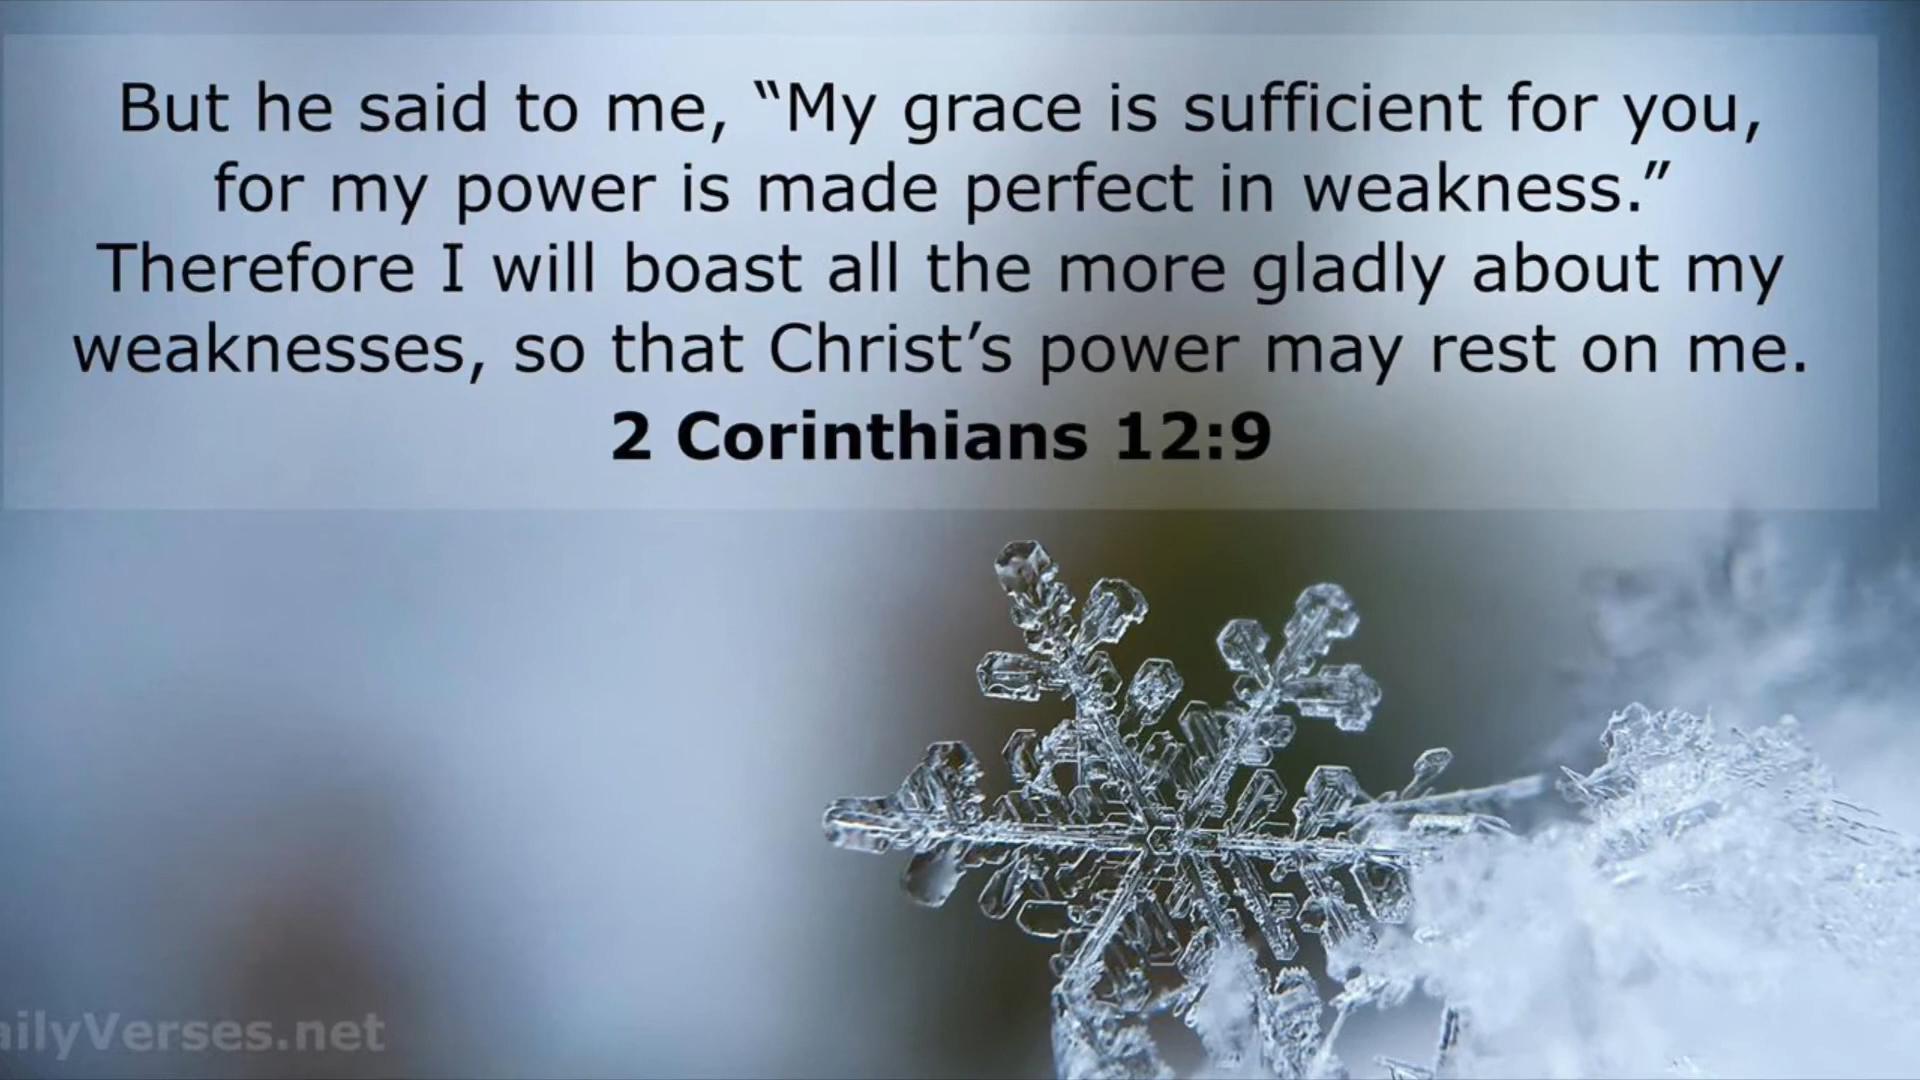 But he said to me, “My grace is sufficient for you,
for my power is made perfect in weakness.”
Therefore I will boast all the more gladly about my
weaknesses, so that Christ’s power may rest on me.
2 Corinthians 12:9
ailyVerses.net